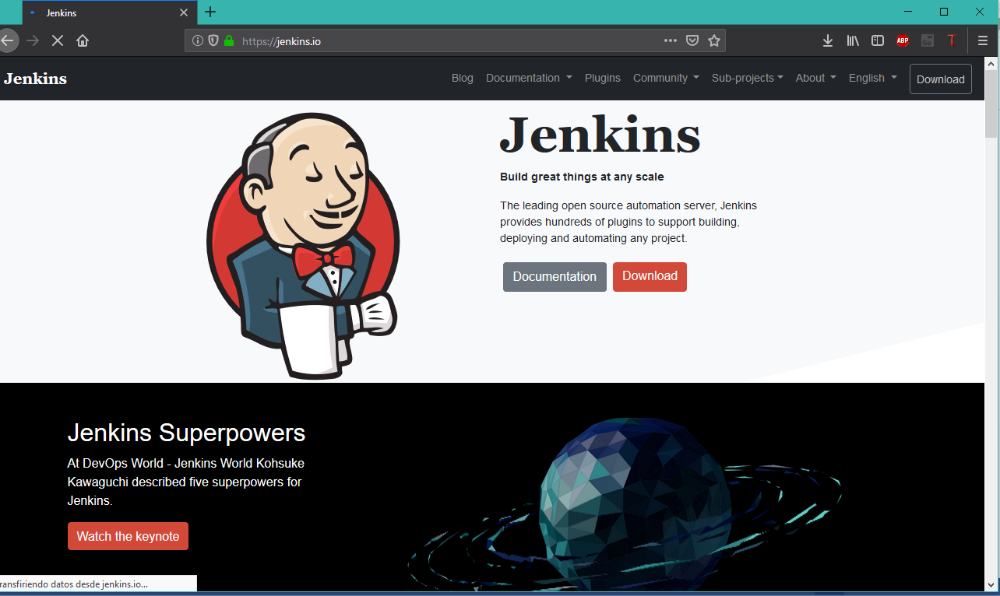 Jenkins
https://jenkins.io
ABP
Jenkins
Blog
Documentation
Plugins
Community
Sub-projects
About
English
Download
Jenkins
Build great things at any scale
The leading open source automation server, Jenkins
provides hundreds of plugins to support building,
deploying and automating any project.
Documentation
Download
Jenkins Superpowers
At DevOps World - Jenkins World Kohsuke
Kawaguchi described five superpowers for
Jenkins.
Watch the keynote
ransfiriendo datos desde jenkins.io...